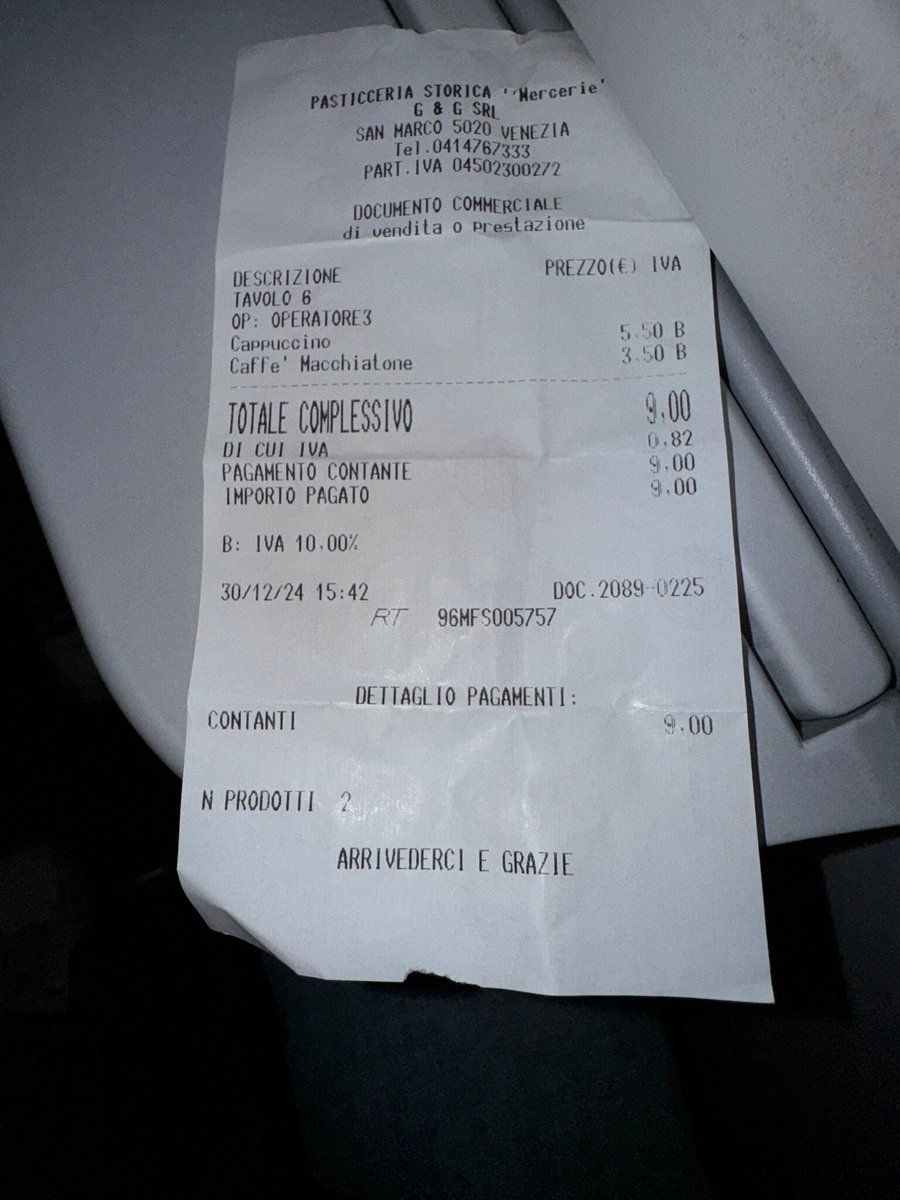 PASTICCERIA STORICA ''Mercerie'
G & G SRL
SAN MARCO 5020 VENEZIA
Tel.0414767333
PART.IVA 04502300272
DOCUMENTO COMMERCIALE
di vendita o prestazione
DESCRIZIONE PREZZO(€) IVA
TAVOLO 6
OP: OPERATORE3
Cappuccino 5.50 B
Caffe' Macchiatone 3.50 B
TOTALE COMPLESSIVO 9,00
DI CUI IVA 0,82
PAGAMENTO CONTANTE 9,00
IMPORTO PAGATO 9,00
B: IVA 10,00%
30/12/24 15:42 DOC.2089-0225
RT 96MFS005757
DETTAGLIO PAGAMENTI:
CONTANTI 9,00
N PRODOTTI 2
ARRIVEDERCI E GRAZIE